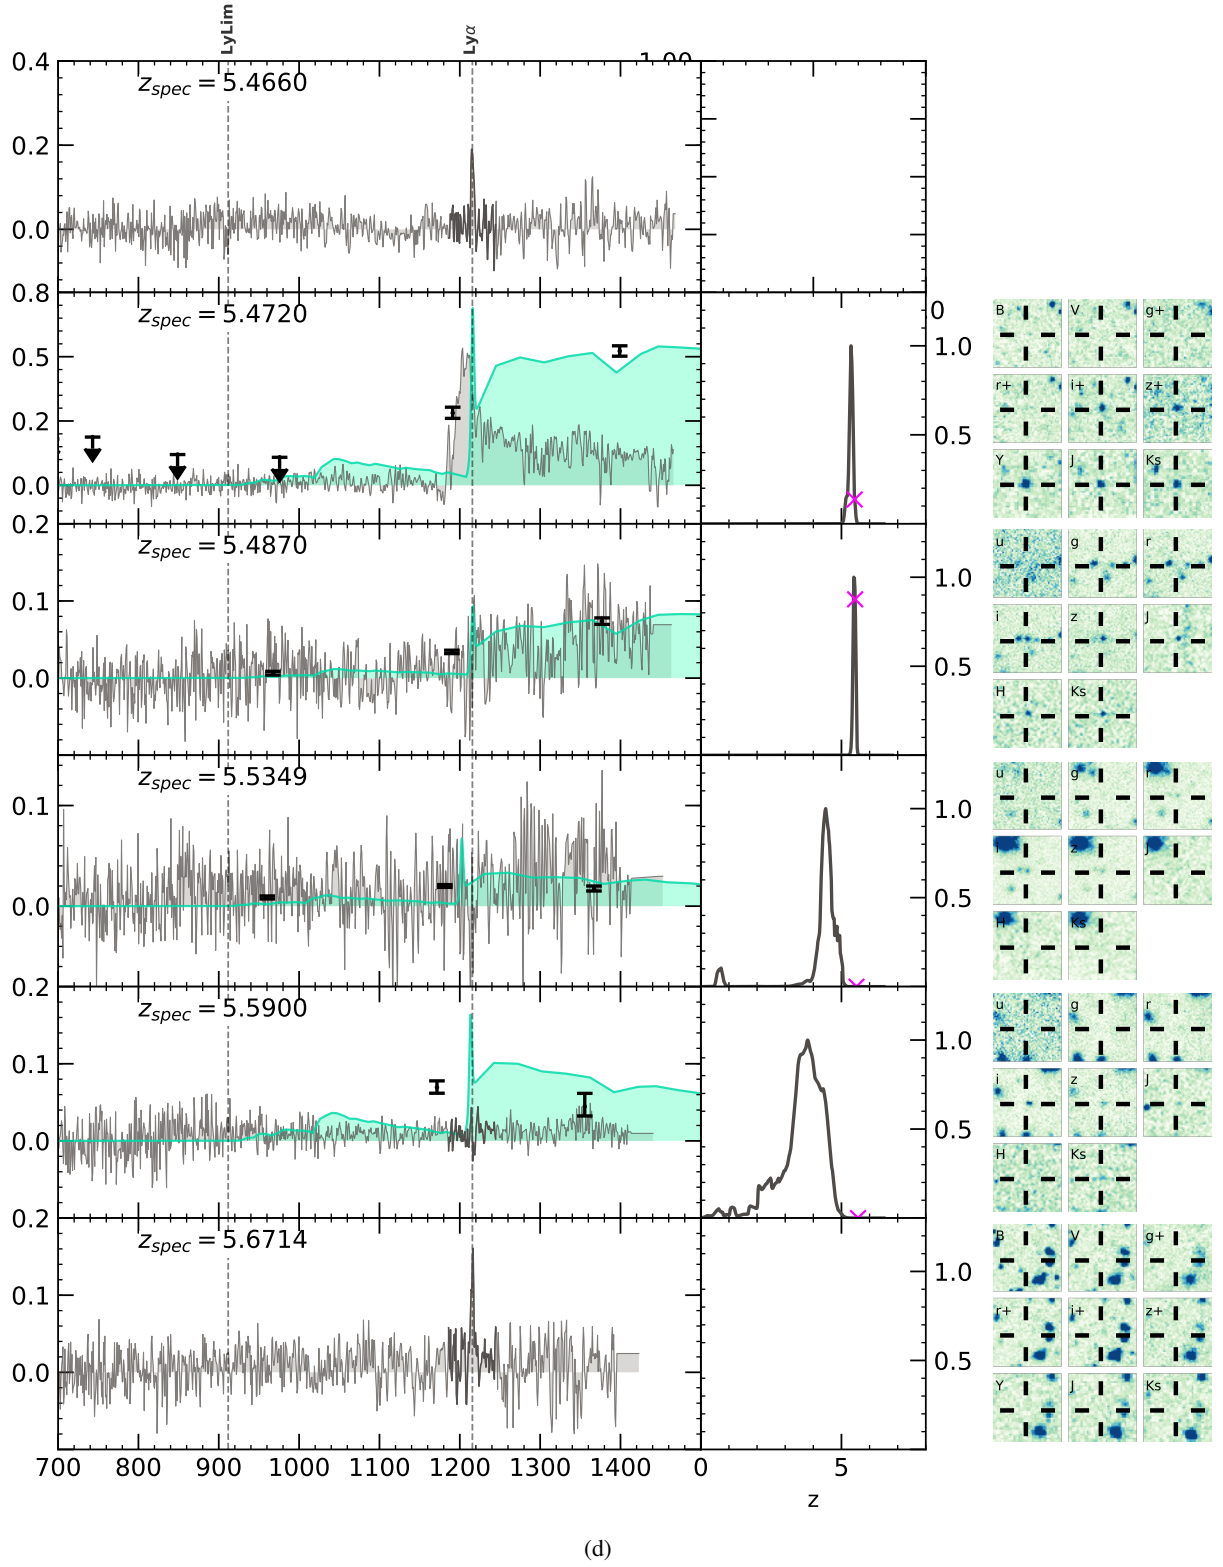 LyLim
Lyα
1.00
0.4
z_spec = 5.4660
0.2
0.0
0.8
z_spec = 5.4720
0
B
V
g+
0.5
1.0
r+
i+
z+
0.2
0.5
Y
J
Ks
0.0
0.2
z_spec = 5.4870
u
g
r
0.1
1.0
i
z
J
0.0
0.5
H
Ks
z_spec = 5.5349
u
g
r
0.1
1.0
i
z
J
0.0
0.5
H
Ks
0.2
z_spec = 5.5900
u
g
r
0.1
1.0
i
z
J
0.0
0.5
H
Ks
0.2
z_spec = 5.6714
B
V
g+
0.1
1.0
r+
i+
z+
0.0
0.5
Y
J
Ks
700 800 900 1000 1100 1200 1300 1400 0 5
z
(d)